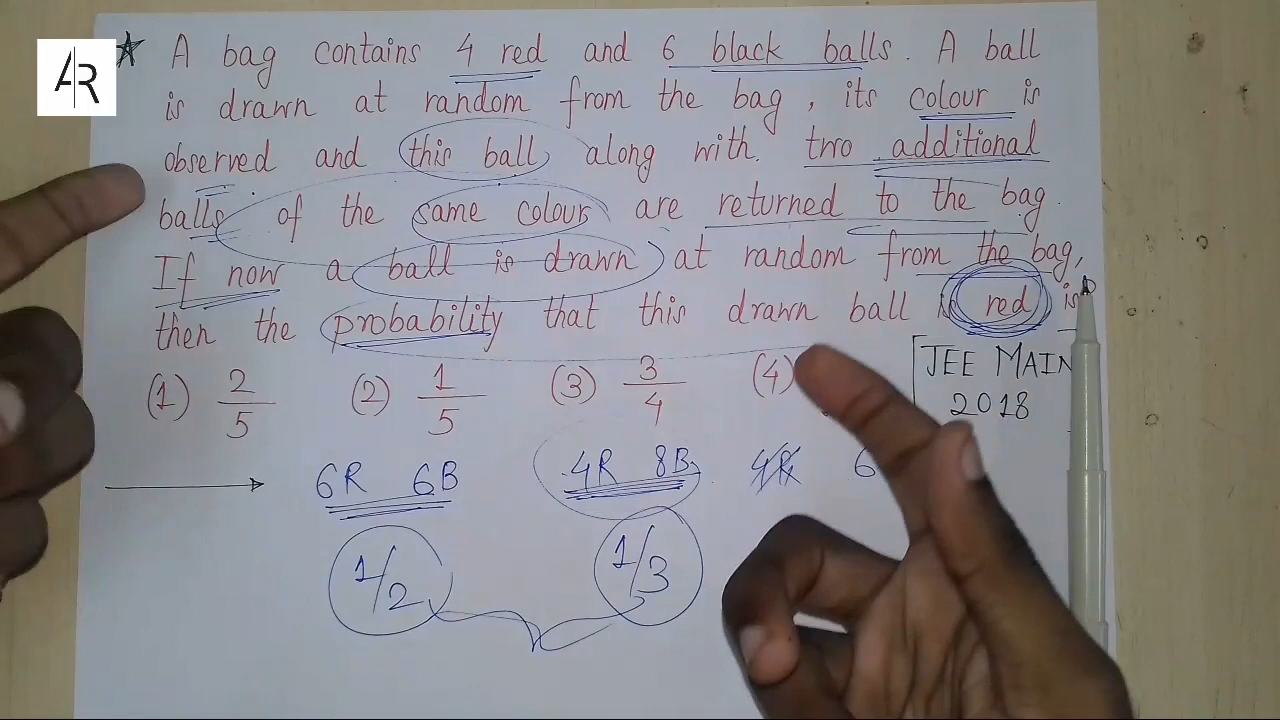 AR
A bag contains 4 red and 6 black balls. A ball
is drawn at random from the bag, its colour is
observed and this ball along with two additional
balls of the same colour are returned to the bag.
If now a ball is drawn at random from the bag,
then the probability that this drawn ball red is
(1) 2/5 (2) 1/5 (3) 3/4 (4)
[JEE MAIN
2018
6R 6B 4R 8B 6
1/2 1/3